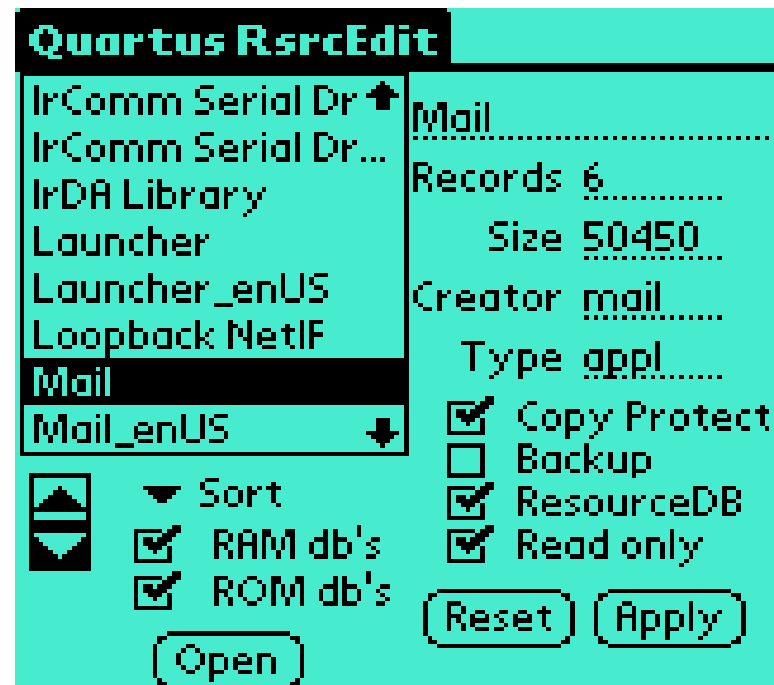 Quartus RsrcEdit
IrComm Serial Dr
IrComm Serial Dr...
IrDA Library
Launcher
Launcher_enUS
Loopback NetIF
Mail
Mail_enUS
Sort
RAM db's
ROM db's
Open
Mail
Records 6
Size 50450
Creator mail
Type appl
Copy Protect
Backup
ResourceDB
Read only
Reset Apply